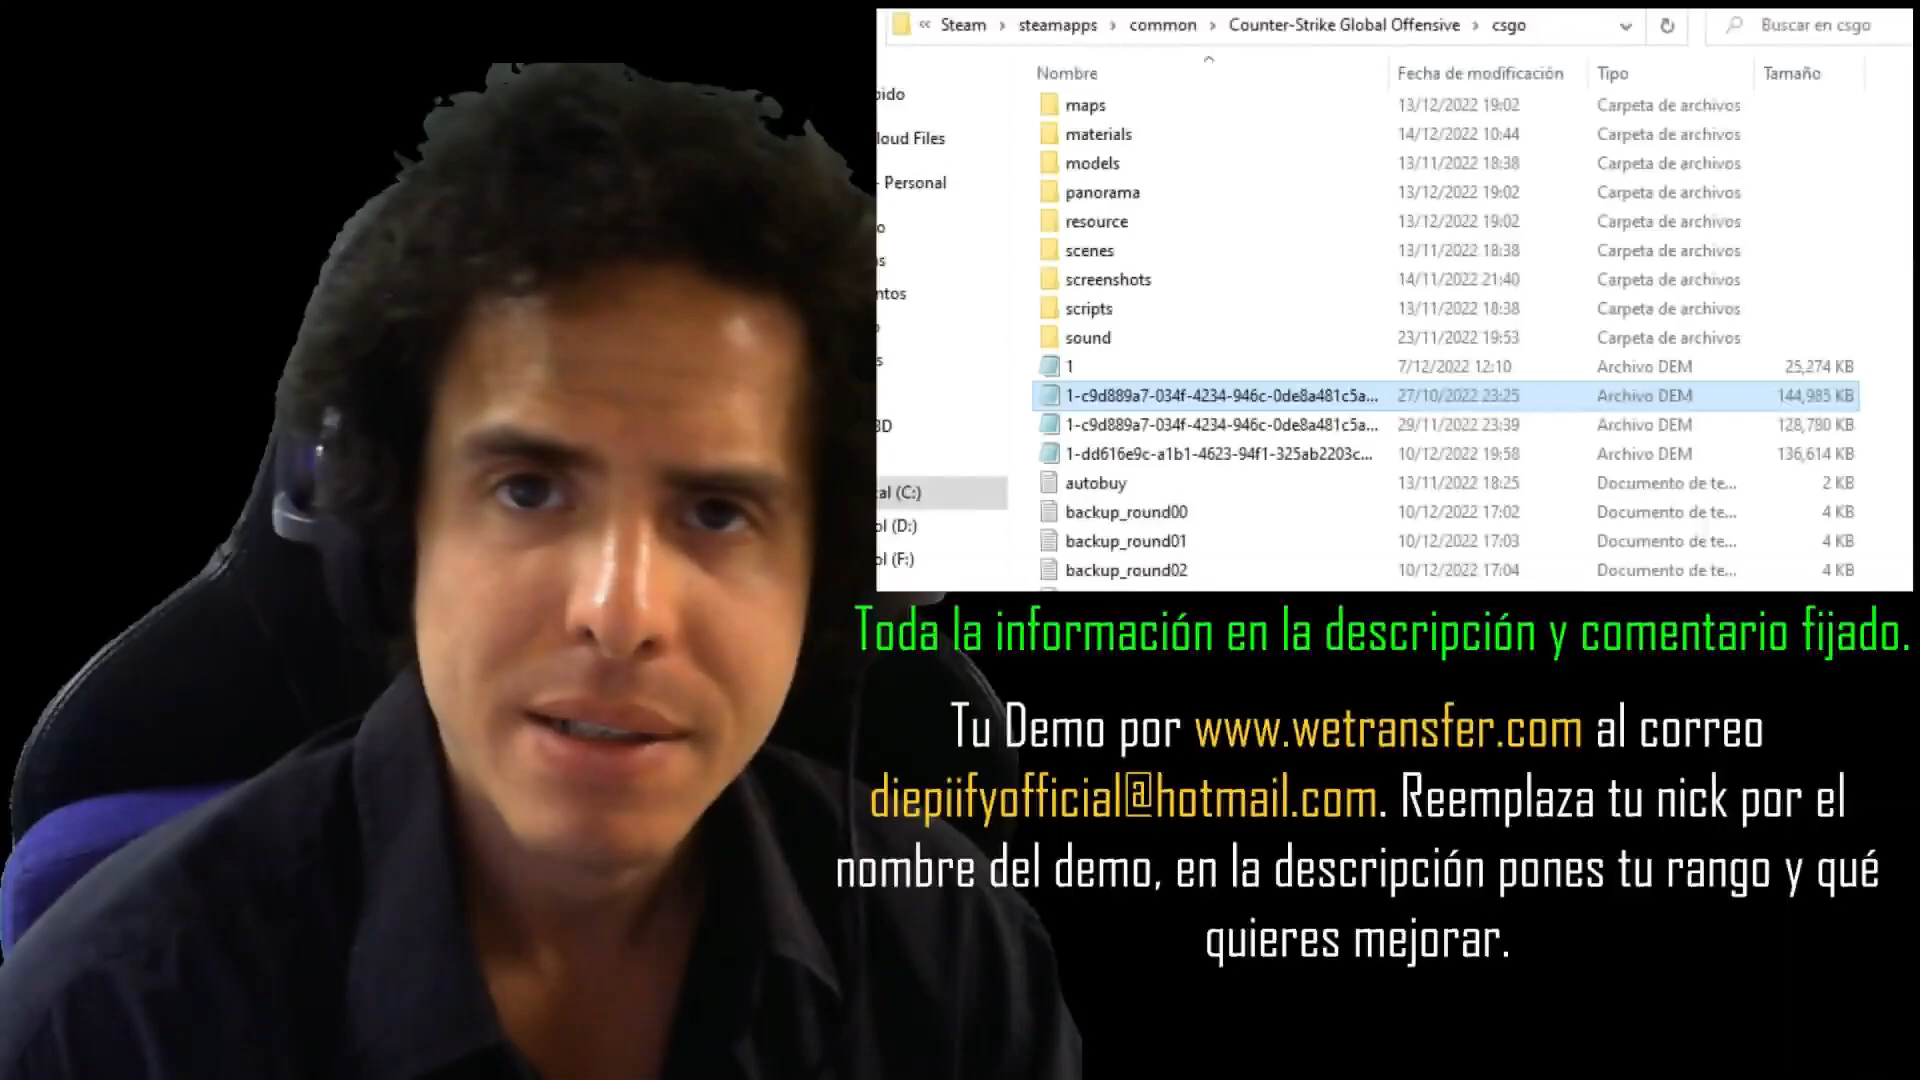 « Steam › steamapps › common › Counter-Strike Global Offensive › csgo
Buscar en csgo
Nombre Fecha de modificación Tipo Tamaño
maps 13/12/2022 19:02 Carpeta de archivos
materials 14/12/2022 10:44 Carpeta de archivos
models 13/11/2022 18:38 Carpeta de archivos
panorama 13/12/2022 19:02 Carpeta de archivos
resource 13/12/2022 19:02 Carpeta de archivos
scenes 13/11/2022 18:38 Carpeta de archivos
screenshots 14/11/2022 21:40 Carpeta de archivos
scripts 13/11/2022 18:38 Carpeta de archivos
sound 23/11/2022 19:53 Carpeta de archivos
1 7/12/2022 12:10 Archivo DEM 25,274 KB
1-c9d889a7-034f-4234-946c-0de8a481c5a... 27/10/2022 23:25 Archivo DEM 144,985 KB
1-c9d889a7-034f-4234-946c-0de8a481c5a... 29/11/2022 23:39 Archivo DEM 128,780 KB
1-dd616e9c-a1b1-4623-94f1-325ab2203c... 10/12/2022 19:58 Archivo DEM 136,614 KB
autobuy 13/11/2022 18:25 Documento de te... 2 KB
backup_round00 10/12/2022 17:02 Documento de te... 4 KB
backup_round01 10/12/2022 17:03 Documento de te... 4 KB
backup_round02 10/12/2022 17:04 Documento de te... 4 KB
oido
loud Files
- Personal
o
as
ntos
o
s
3D
cal (C:)
ol (D:)
ol (F:)
Toda la información en la descripción y comentario fijado.
Tu Demo por www.wetransfer.com al correo
diepiifyofficial@hotmail.com. Reemplaza tu nick por el
nombre del demo, en la descripción pones tu rango y qué
quieres mejorar.